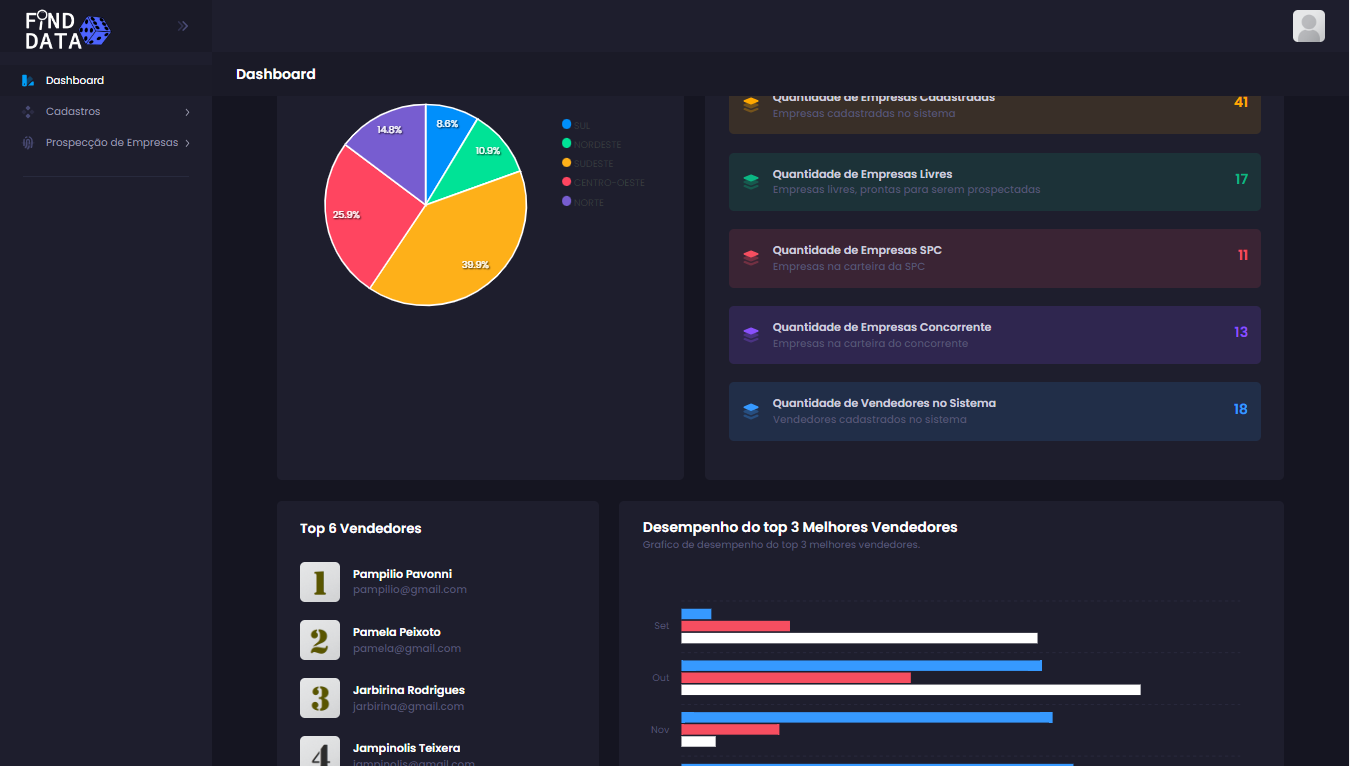 FiND
DATA
Dashboard
Cadastros
Prospecção de Empresas
Dashboard
8.6%
10.9%
39.9%
25.9%
14.8%
SUL
NORDESTE
SUDESTE
CENTRO-OESTE
NORTE
Quantidade de Empresas Cadastradas
Empresas cadastradas no sistema
41
Quantidade de Empresas Livres
Empresas livres, prontas para serem prospectadas
17
Quantidade de Empresas SPC
Empresas na carteira da SPC
11
Quantidade de Empresas Concorrente
Empresas na carteira do concorrente
13
Quantidade de Vendedores no Sistema
Vendedores cadastrados no sistema
18
Top 6 Vendedores
1
Pampilio Pavonni
pampilio@gmail.com
2
Pamela Peixoto
pamela@gmail.com
3
Jarbirina Rodrigues
jarbirina@gmail.com
4
Jampinolis Teixera
jampinolis@gmail.com
Desempenho do top 3 Melhores Vendedores
Grafico de desempenho do top 3 melhores vendedores.
Set
Out
Nov